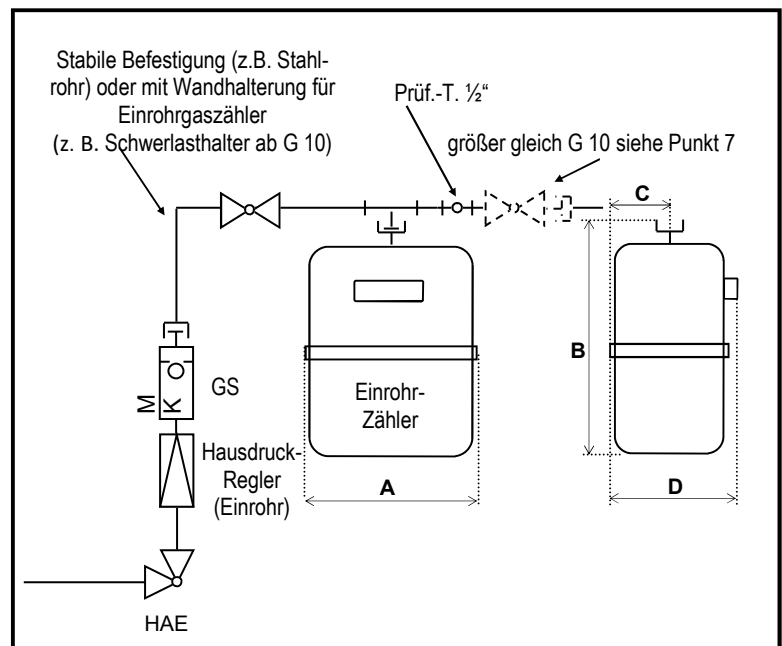 Stabile Befestigung (z.B. Stahl-
rohr) oder mit Wandhalterung für
Einrohrgaszähler
(z. B. Schwerlasthalter ab G 10)
Prüf.-T. ½“
größer gleich G 10 siehe Punkt 7
C
B
M
K
GS
Einrohr-
Zähler
Hausdruck-
Regler
(Einrohr)
A
D
HAE